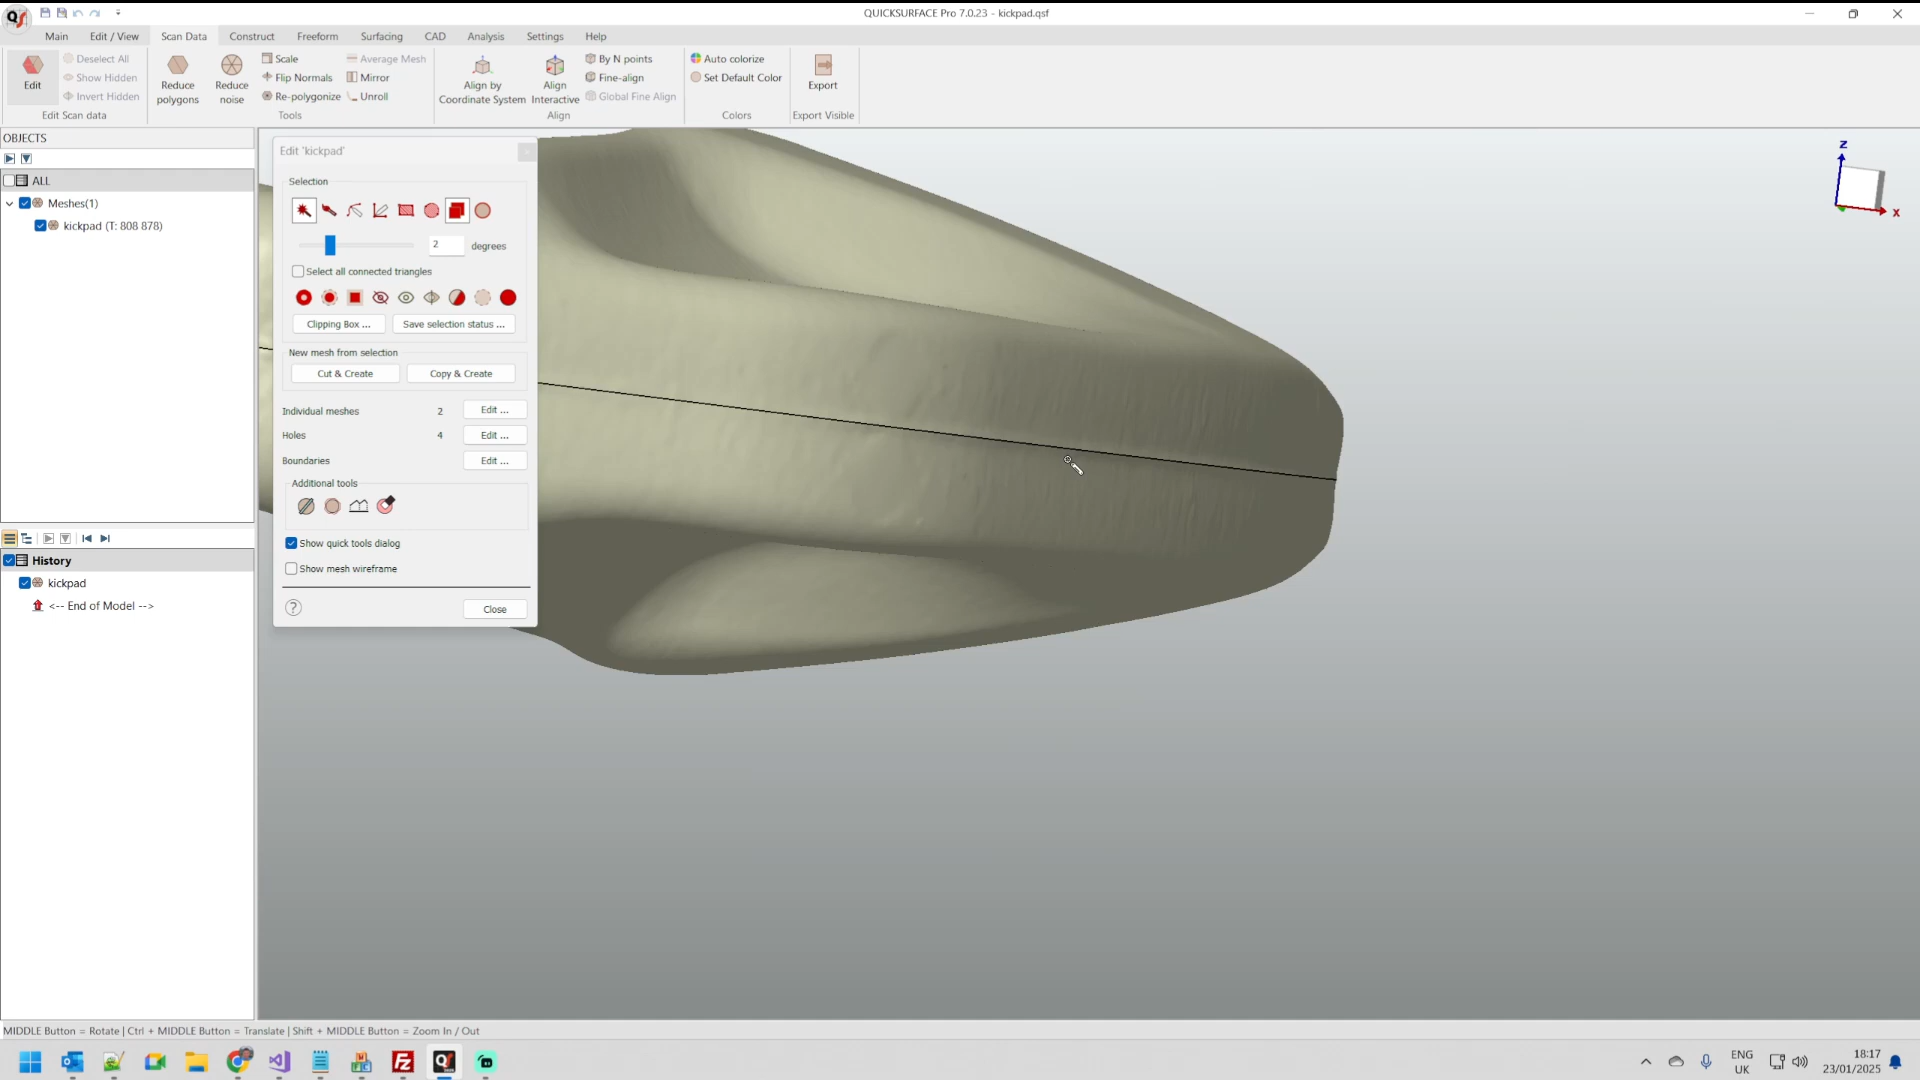 QUICKSURFACE Pro 7.0.23 - kickpad.qsf
Main Edit / View Scan Data Construct Freeform Surfacing CAD Analysis Settings Help
Edit
Deselect All
Show Hidden
Invert Hidden
Edit Scan data
Reduce polygons
Reduce noise
Scale
Flip Normals
Re-polygonize
Average Mesh
Mirror
Unroll
Tools
Align by Coordinate System
Align Interactive
By N points
Fine-align
Global Fine Align
Align
Auto colorize
Set Default Color
Colors
Export
Export Visible
OBJECTS
ALL
Meshes(1)
kickpad (T: 808 878)
History
kickpad
<-- End of Model -->
Edit 'kickpad'
Selection
2 degrees
Select all connected triangles
Clipping Box ... Save selection status ...
New mesh from selection
Cut & Create Copy & Create
Individual meshes 2 Edit ...
Holes 4 Edit ...
Boundaries Edit ...
Additional tools
Show quick tools dialog
Show mesh wireframe
? Close
Z
X
MIDDLE Button = Rotate | Ctrl + MIDDLE Button = Translate | Shift + MIDDLE Button = Zoom In / Out
ENG
UK
18:17
23/01/2025